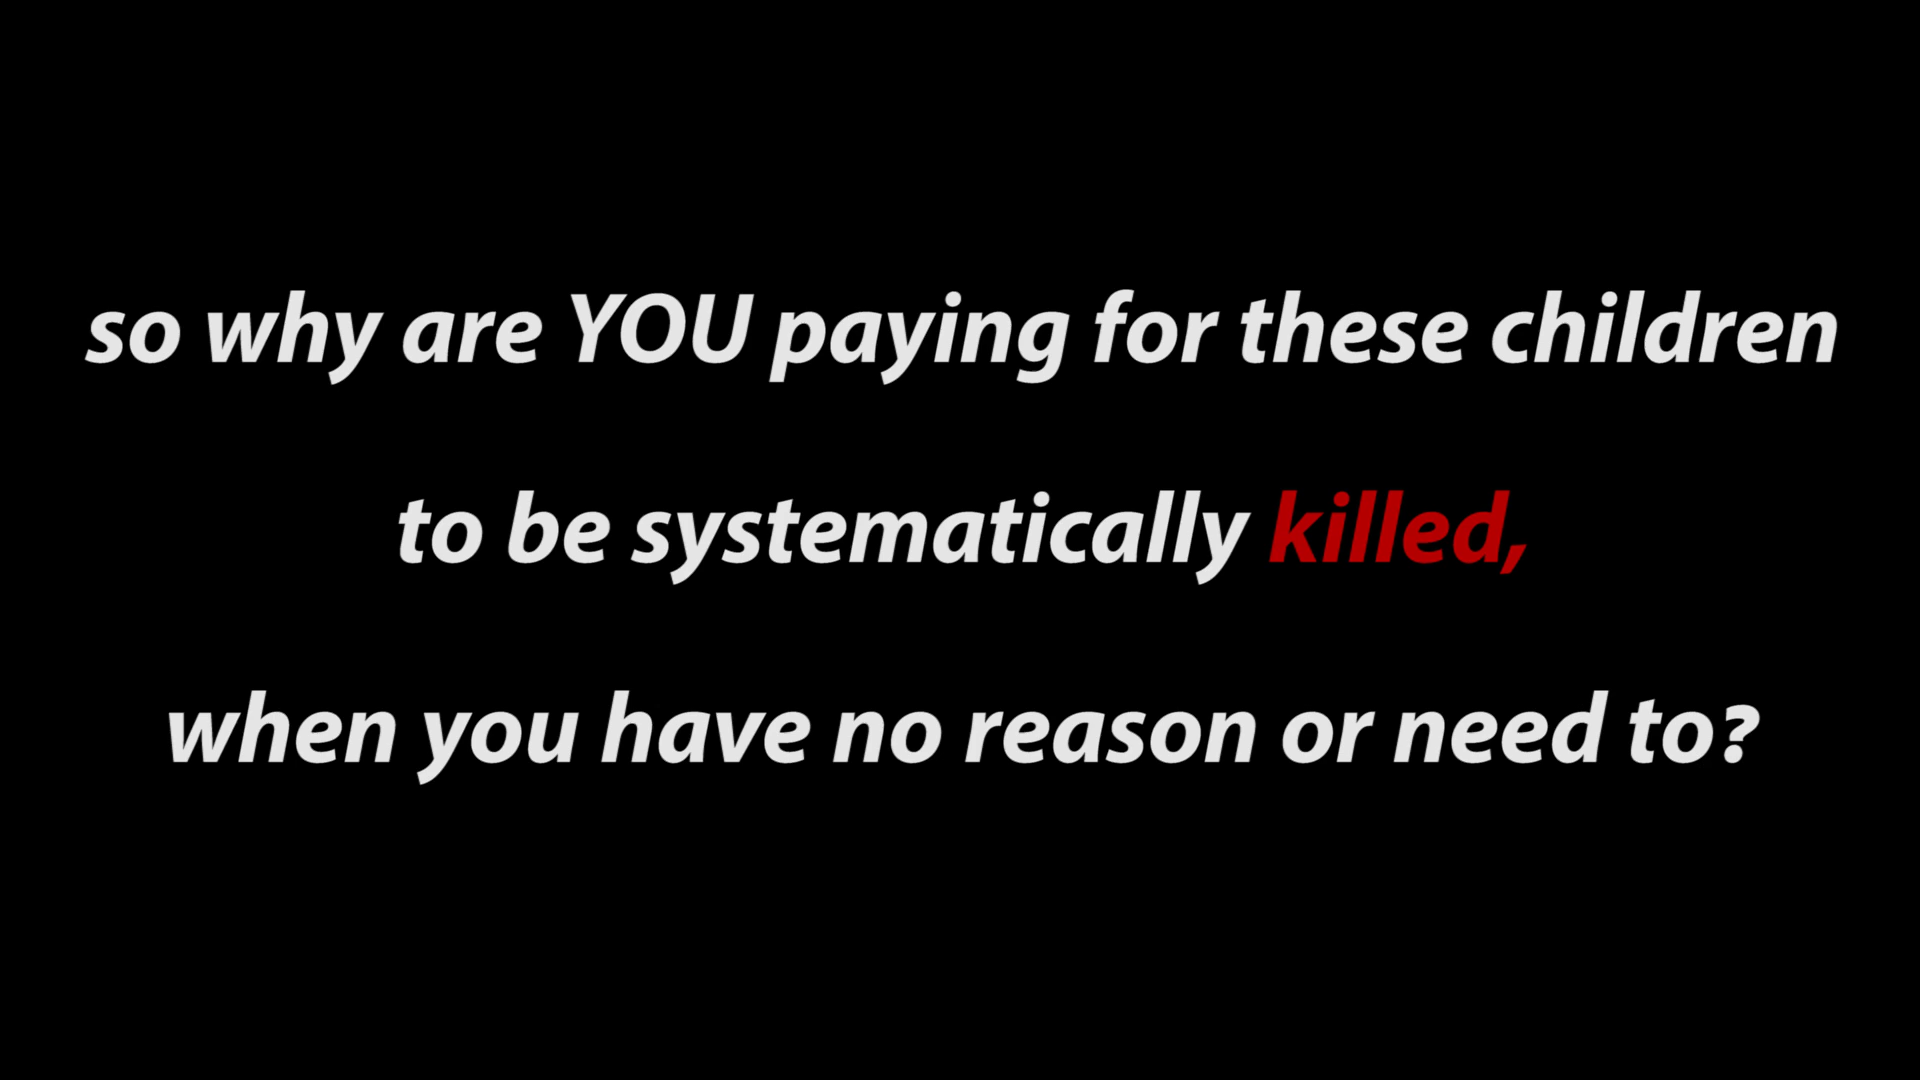 so why are YOU paying for these children
to be systematically killed,
when you have no reason or need to?